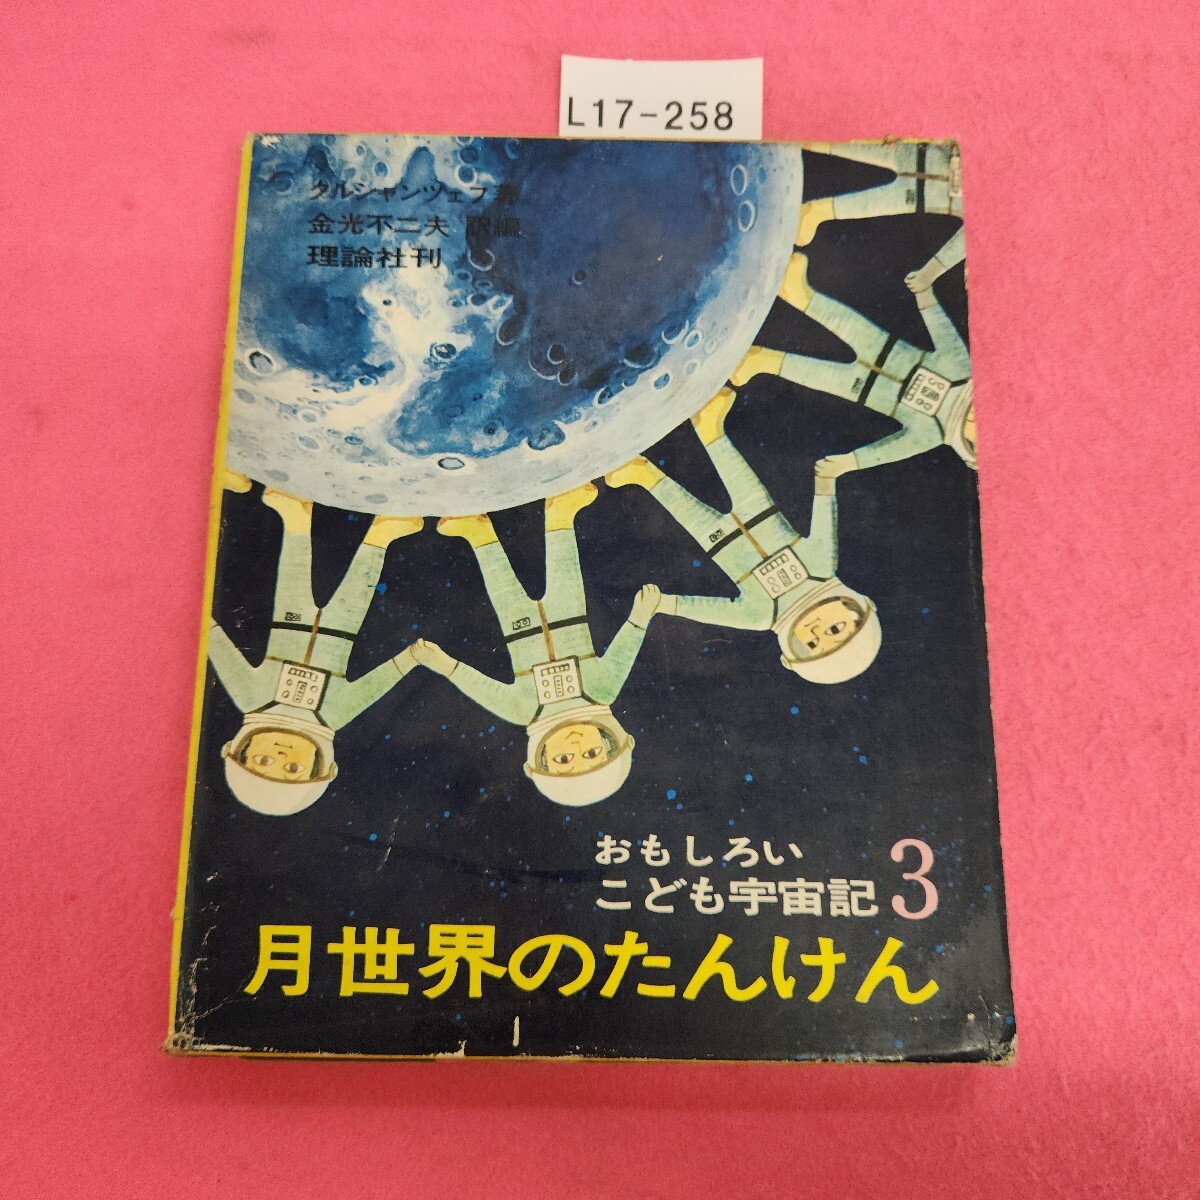 L17-258
タルシャンツェフ著
金光不二夫 訳編
理論社刊
おもしろい
こども宇宙記 3
月世界のたんけん